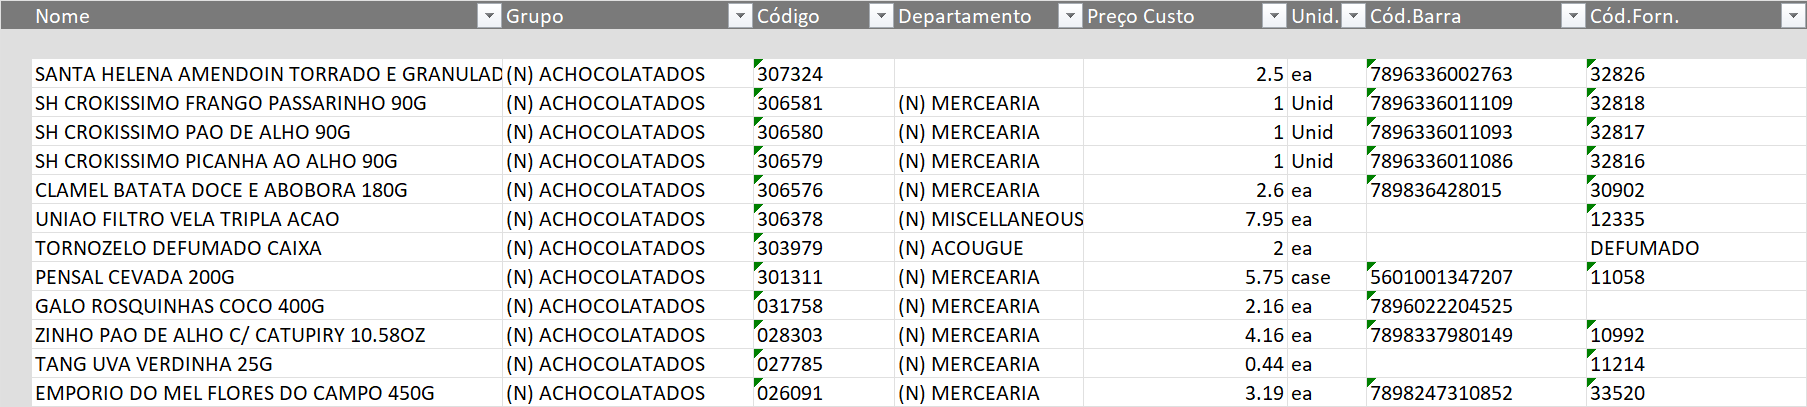 Nome Grupo Código Departamento Preço Custo Unid. Cód.Barra Cód.Forn.
SANTA HELENA AMENDOIN TORRADO E GRANULAD (N) ACHOCOLATADOS 307324 2.5 ea 7896336002763 32826
SH CROKISSIMO FRANGO PASSARINHO 90G (N) ACHOCOLATADOS 306581 (N) MERCEARIA 1 Unid 7896336011109 32818
SH CROKISSIMO PAO DE ALHO 90G (N) ACHOCOLATADOS 306580 (N) MERCEARIA 1 Unid 7896336011093 32817
SH CROKISSIMO PICANHA AO ALHO 90G (N) ACHOCOLATADOS 306579 (N) MERCEARIA 1 Unid 7896336011086 32816
CLAMEL BATATA DOCE E ABOBORA 180G (N) ACHOCOLATADOS 306576 (N) MERCEARIA 2.6 ea 789836428015 30902
UNIAO FILTRO VELA TRIPLA ACAO (N) ACHOCOLATADOS 306378 (N) MISCELLANEOUS 7.95 ea 12335
TORNOZELO DEFUMADO CAIXA (N) ACHOCOLATADOS 303979 (N) ACOUGUE 2 ea DEFUMADO
PENSAL CEVADA 200G (N) ACHOCOLATADOS 301311 (N) MERCEARIA 5.75 case 5601001347207 11058
GALO ROSQUINHAS COCO 400G (N) ACHOCOLATADOS 031758 (N) MERCEARIA 2.16 ea 7896022204525
ZINHO PAO DE ALHO C/ CATUPIRY 10.58OZ (N) ACHOCOLATADOS 028303 (N) MERCEARIA 4.16 ea 7898337980149 10992
TANG UVA VERDINHA 25G (N) ACHOCOLATADOS 027785 (N) MERCEARIA 0.44 ea 11214
EMPORIO DO MEL FLORES DO CAMPO 450G (N) ACHOCOLATADOS 026091 (N) MERCEARIA 3.19 ea 7898247310852 33520